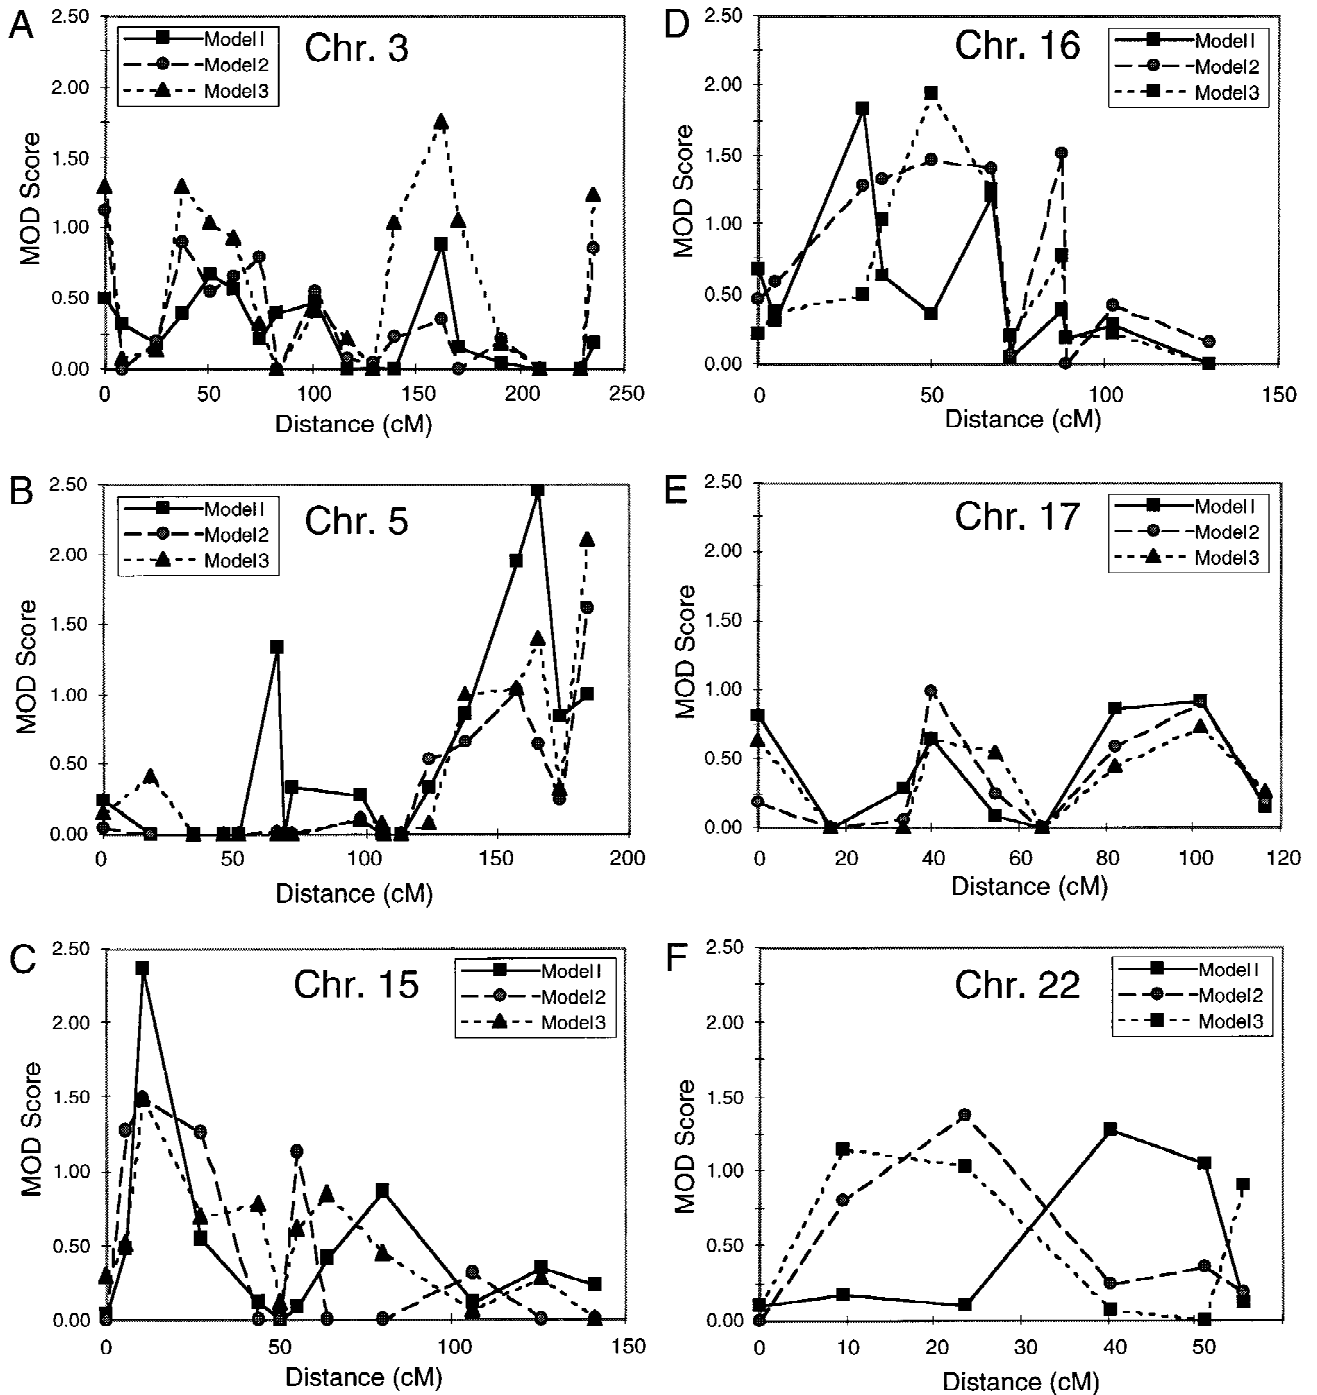 A
Chr. 3
Model1
Model2
Model3
2.50
2.00
1.50
1.00
0.50
0.00
MOD Score
0 50 100 150 200 250
Distance (cM)
D
Chr. 16
Model1
Model2
Model3
2.50
2.00
1.50
1.00
0.50
0.00
MOD Score
0 50 100 150
Distance (cM)
B
Chr. 5
Model1
Model2
Model3
2.50
2.00
1.50
1.00
0.50
0.00
MOD Score
0 50 100 150 200
Distance (cM)
E
Chr. 17
Model1
Model2
Model3
2.50
2.00
1.50
1.00
0.50
0.00
MOD Score
0 20 40 60 80 100 120
Distance (cM)
C
Chr. 15
Model1
Model2
Model3
2.50
2.00
1.50
1.00
0.50
0.00
MOD Score
0 50 100 150
Distance (cM)
F
Chr. 22
Model1
Model2
Model3
2.50
2.00
1.50
1.00
0.50
0.00
MOD Score
0 10 20 30 40 50
Distance (cM)